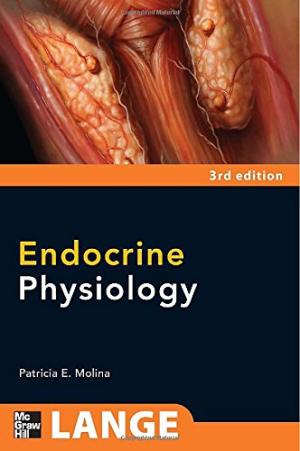 3rd edition
Endocrine
Physiology
Patricia E. Molina
Mc
Graw
Hill
LANGE